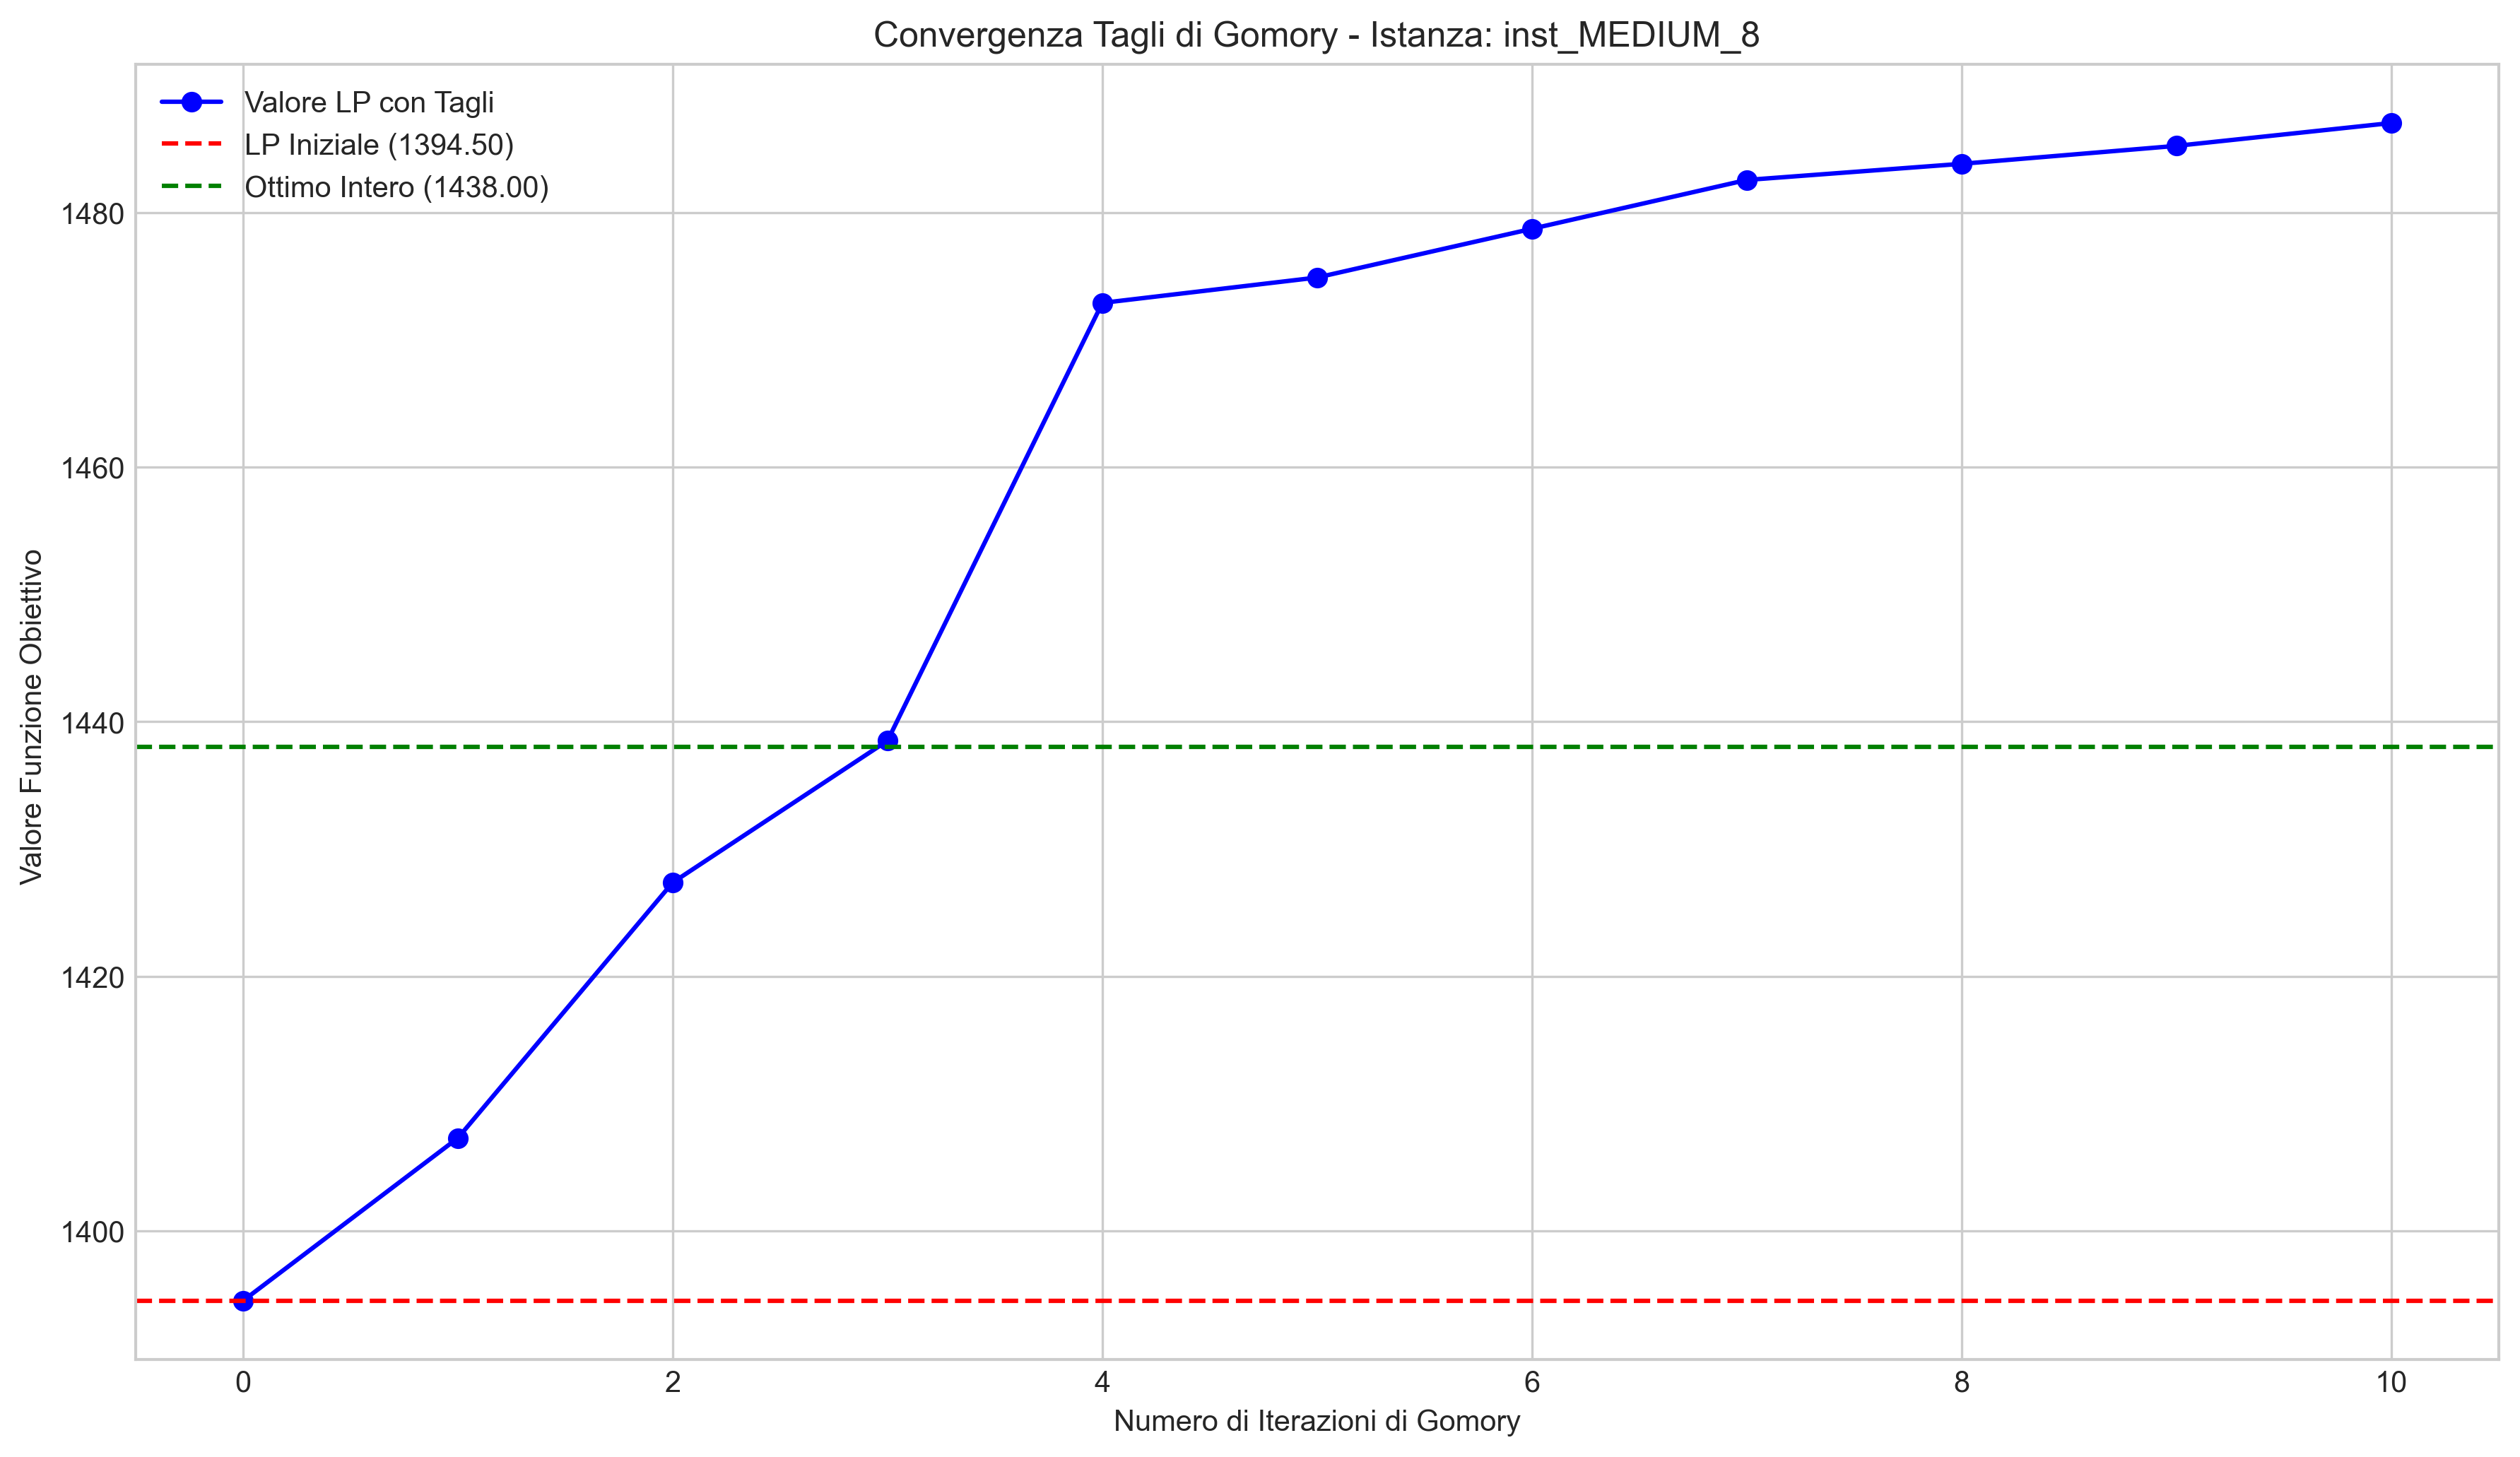 Convergenza Tagli di Gomory - Istanza: inst_MEDIUM_8
Valore LP con Tagli
LP Iniziale (1394.50)
Ottimo Intero (1438.00)
Valore Funzione Obiettivo
1480
1460
1440
1420
1400
0 2 4 6 8 10
Numero di Iterazioni di Gomory